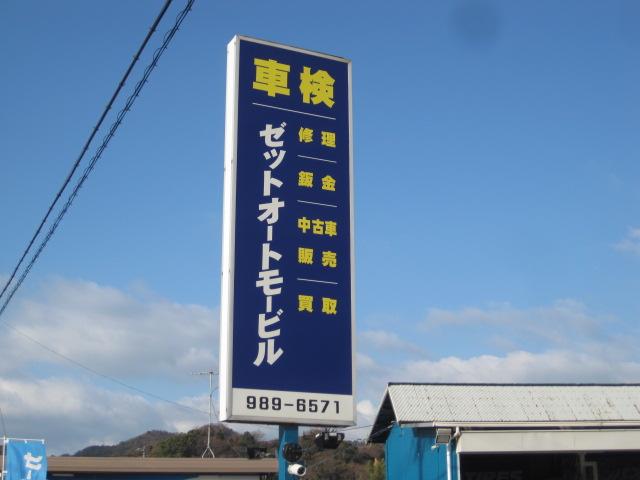 車検
ゼットオートモービル
修理
鈑金
中古車
販売
買取
989-6571
セ